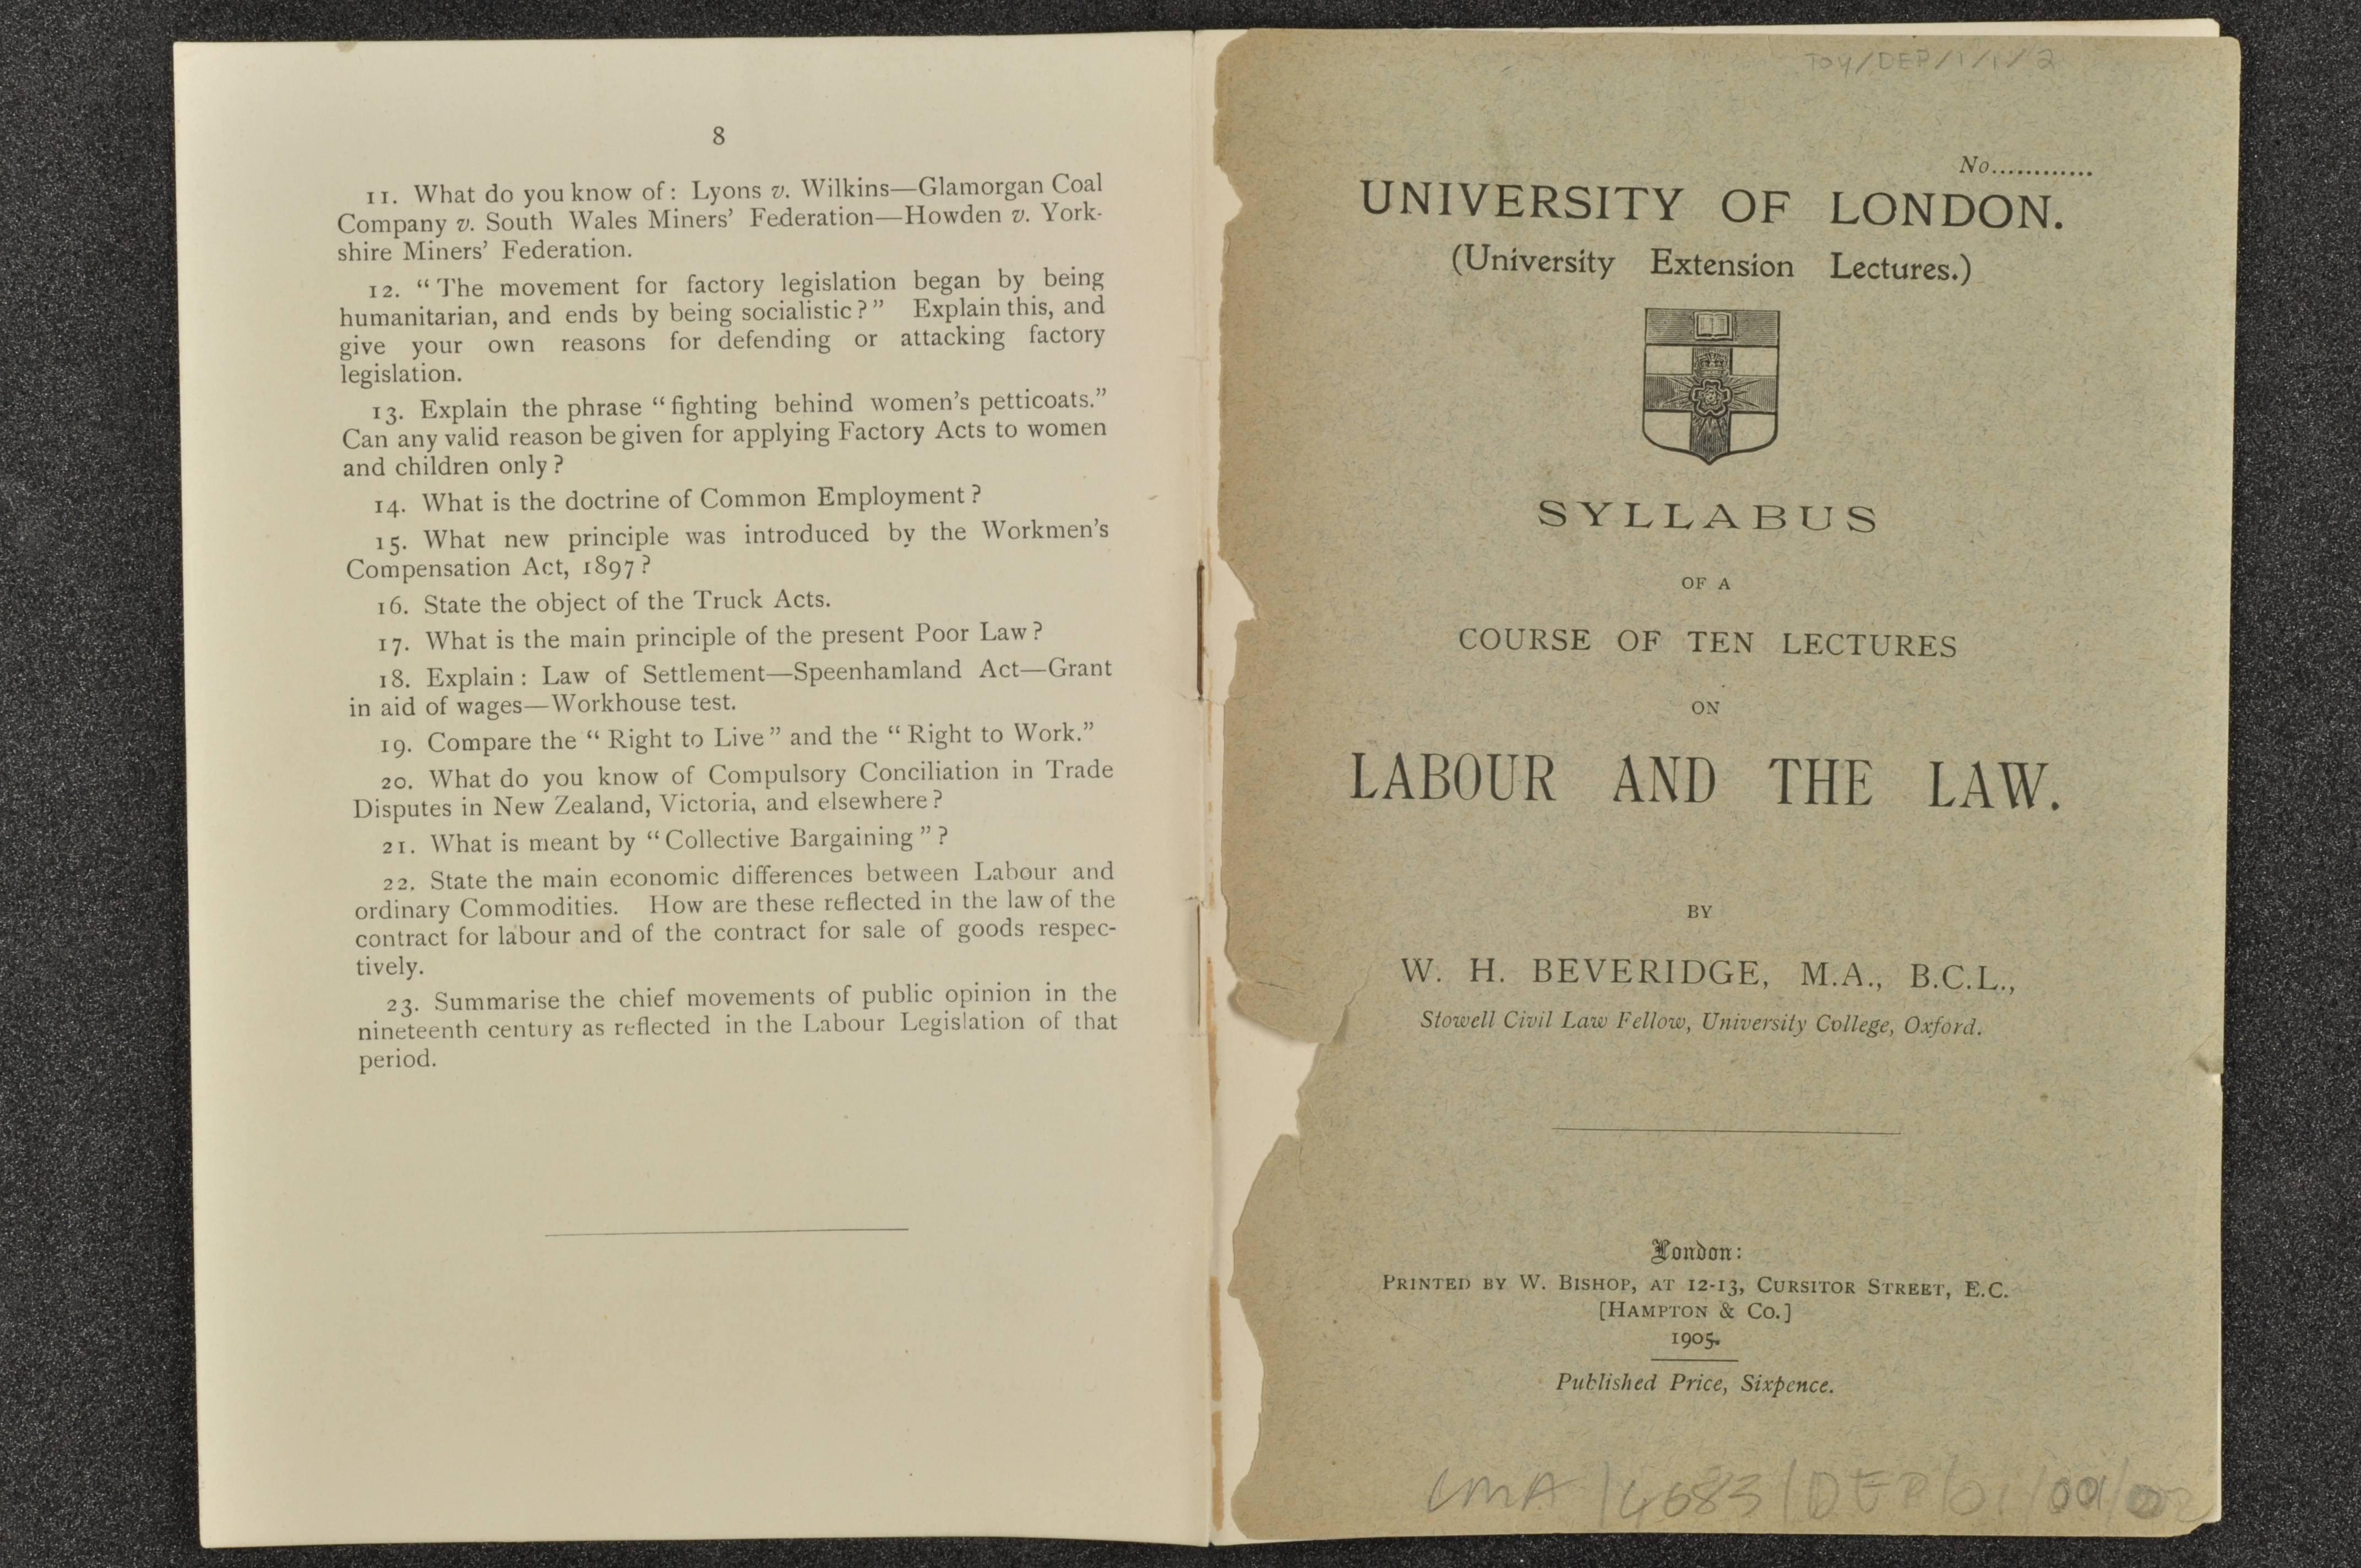 8
11. What do you know of: Lyons v. Wilkins—Glamorgan Coal
Company v. South Wales Miners' Federation—Howden v. York-
shire Miners' Federation.
12. "The movement for factory legislation began by being
humanitarian, and ends by being socialistic?" Explain this, and
give your own reasons for defending or attacking factory
legislation.
13. Explain the phrase "fighting behind women's petticoats."
Can any valid reason be given for applying Factory Acts to women
and children only?
14. What is the doctrine of Common Employment?
15. What new principle was introduced by the Workmen's
Compensation Act, 1897?
16. State the object of the Truck Acts.
17. What is the main principle of the present Poor Law?
18. Explain: Law of Settlement—Speenhamland Act—Grant
in aid of wages—Workhouse test.
19. Compare the "Right to Live" and the "Right to Work."
20. What do you know of Compulsory Conciliation in Trade
Disputes in New Zealand, Victoria, and elsewhere?
21. What is meant by "Collective Bargaining"?
22. State the main economic differences between Labour and
ordinary Commodities. How are these reflected in the law of the
contract for labour and of the contract for sale of goods respec-
tively.
23. Summarise the chief movements of public opinion in the
nineteenth century as reflected in the Labour Legislation of that
period.
TOY/DEP/1/1/2
No............
UNIVERSITY OF LONDON.
(University Extension Lectures.)
SYLLABUS
OF A
COURSE OF TEN LECTURES
ON
LABOUR AND THE LAW.
BY
W. H. BEVERIDGE, M.A., B.C.L.,
Stowell Civil Law Fellow, University College, Oxford.
London:
PRINTED BY W. BISHOP, AT 12-13, CURSITOR STREET, E.C.
[HAMPTON & CO.]
1905.
Published Price, Sixpence.
LMA/4683/DEP/01/001/002